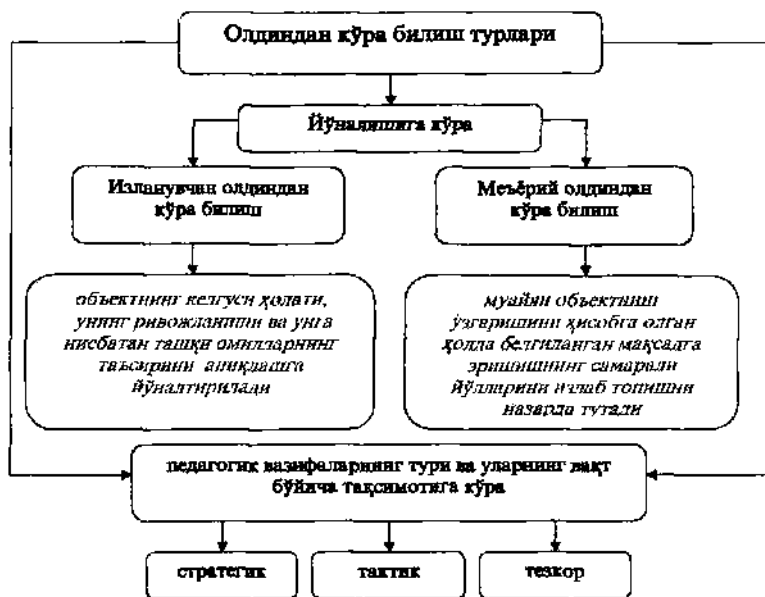 Олдиндан кўра билиш турлари
Йўналишига кўра
Изланувчан олдиндан
кўра билиш
Меъёрий олдиндан
кўра билиш
объектнинг келгуси ҳолати,
унинг ривожланиши ва унга
нисбатан ташқи омилларнинг
таъсирини аниқлашга
йўналтирилади
муайян объектнинг
ўзгаришини ҳисобга олган
ҳолда белгиланган мақсадга
эришишнинг самарали
йўлларини излаб топишни
назарда тутади
педагогик вазифаларнинг тури ва уларнинг вақт
бўйича тақсимотига кўра
стратегик
тактик
тезкор